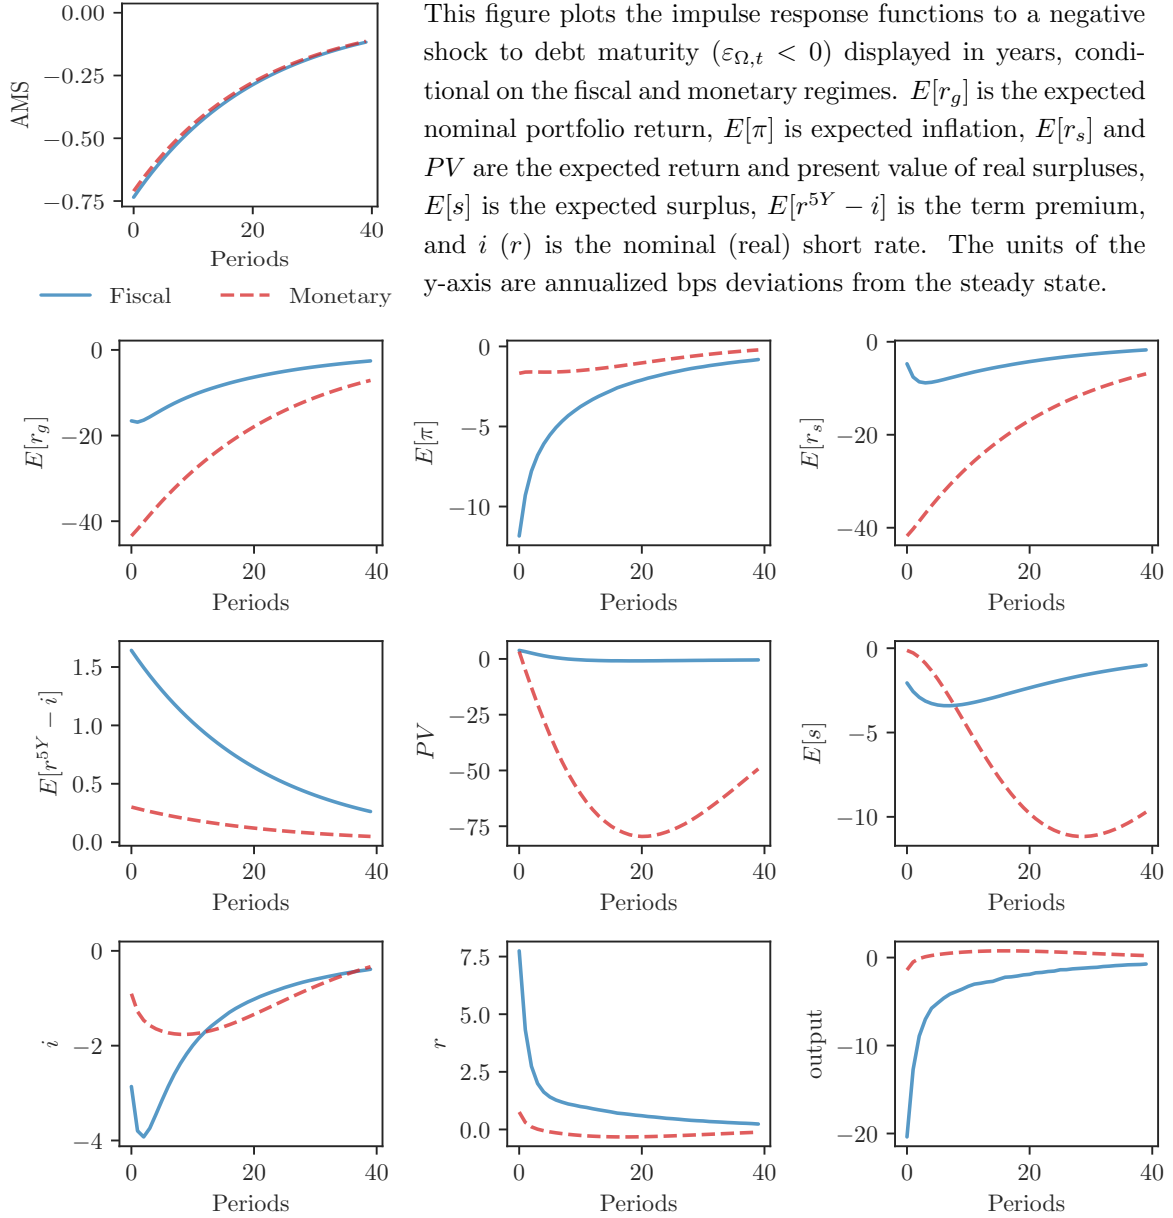 This figure plots the impulse response functions to a negative
shock to debt maturity (εΩ,t < 0) displayed in years, condi-
tional on the fiscal and monetary regimes. E[rg] is the expected
nominal portfolio return, E[π] is expected inflation, E[rs] and
PV are the expected return and present value of real surpluses,
E[s] is the expected surplus, E[r5Y − i] is the term premium,
and i (r) is the nominal (real) short rate. The units of the
y-axis are annualized bps deviations from the steady state.
AMS
0.00
−0.25
−0.50
−0.75
0 20 40
Periods
Fiscal Monetary
E[rg]
0
−20
−40
0 20 40
Periods
E[π]
0
−5
−10
0 20 40
Periods
E[rs]
0
−20
−40
0 20 40
Periods
E[r5Y − i]
1.5
1.0
0.5
0.0
0 20 40
Periods
PV
0
−25
−50
−75
0 20 40
Periods
E[s]
0
−5
−10
0 20 40
Periods
i
0
−2
−4
0 20 40
Periods
r
7.5
5.0
2.5
0.0
0 20 40
Periods
output
0
−10
−20
0 20 40
Periods